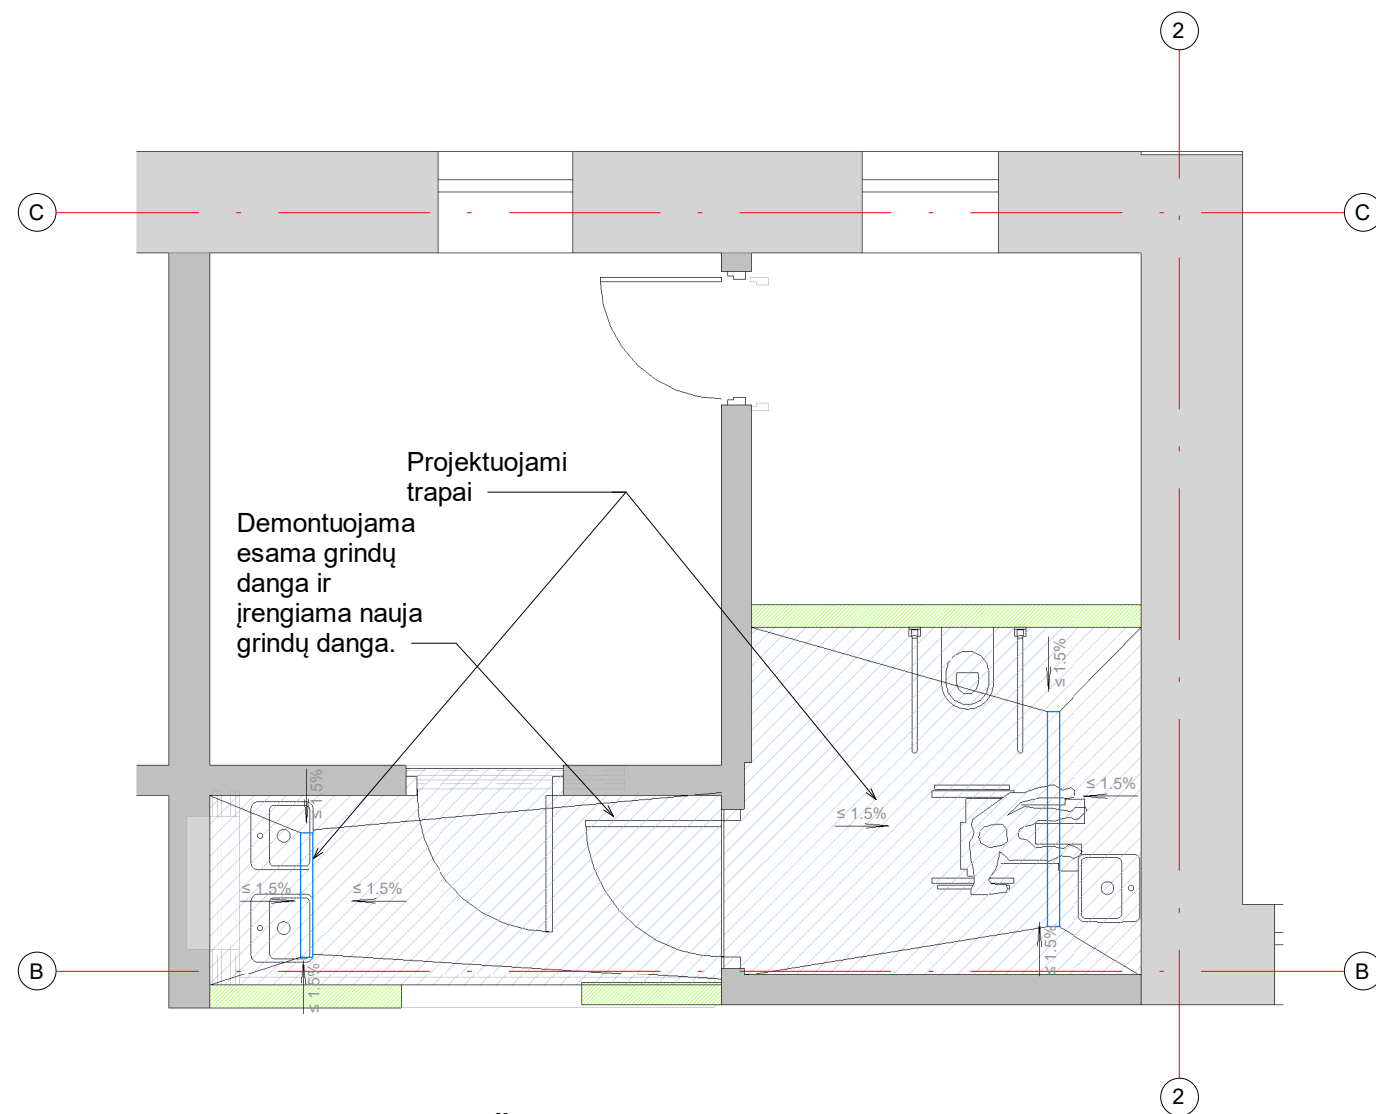 2
C
C
Projektuojami
trapai
Demontuojama
esama grindų
danga ir
įrengiama nauja
grindų danga.
≤ 1.5%
≤ 1.5%
≤ 1.5%
≤ 1.5%
≤ 1.5%
≤ 1.5%
≤ 1.5%
≤ 1.5%
B
B
2